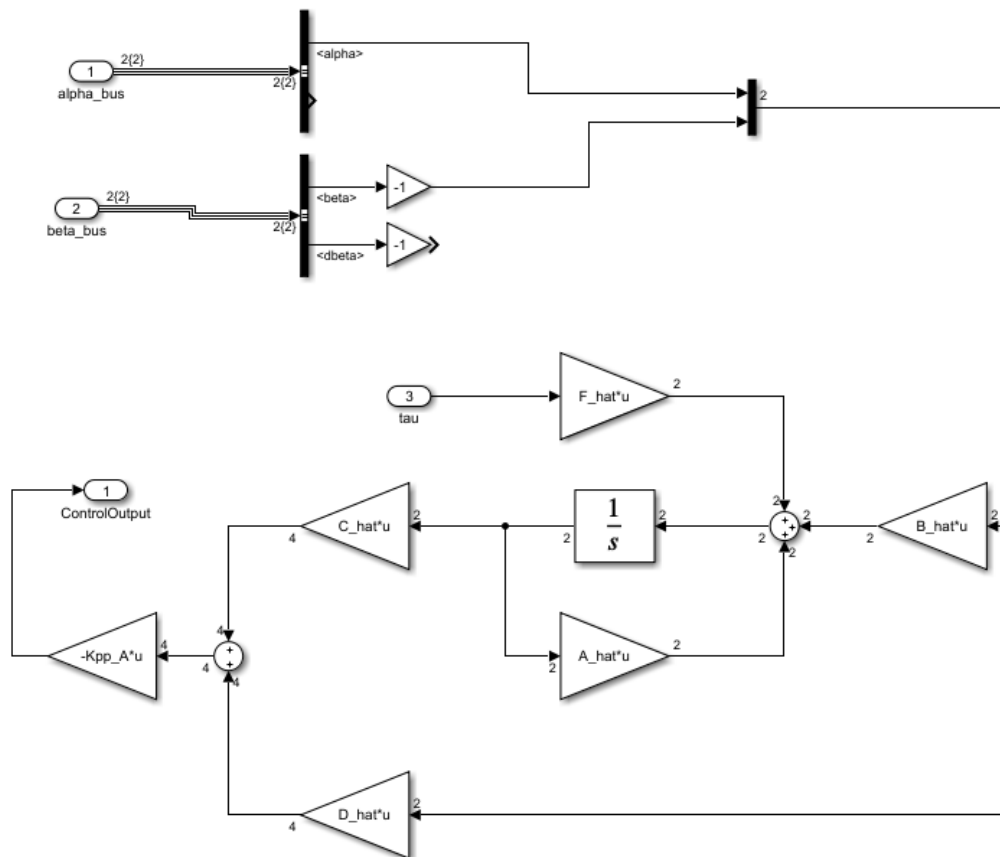 2{2}
1
alpha_bus
2{2}
<alpha>
2
2{2}
2
beta_bus
2{2}
<beta>
-1
<dbeta>
-1
3
tau
F_hat*u
2
1
ControlOutput
C_hat*u
2
4
1
s
2
2
2
2
2
2
2
B_hat*u
2
2
A_hat*u
2
2
-Kpp_A*u
4
4
4
4
+
+
+
+
+
D_hat*u
2
4